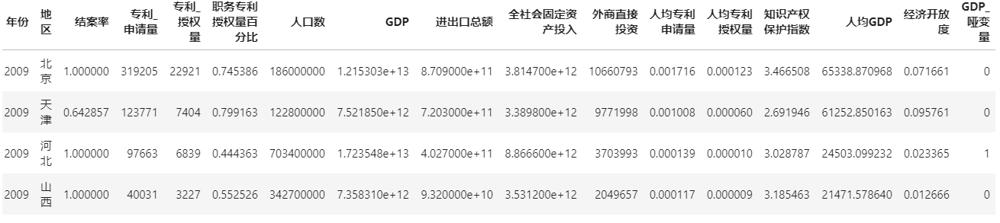 年份 地区 结案率 专利_申请量 专利_授权量 职务专利授权量百分比 人口数 GDP 进出口总额 全社会固定资产投入 外商直接投资 人均专利申请量 人均专利授权量 知识产权保护指数 人均GDP 经济开放度 GDP_哑变量
2009 北京 1.000000 319205 22921 0.745386 186000000 1.215303e+13 8.709000e+11 3.814700e+12 10660793 0.001716 0.000123 3.466508 65338.870968 0.071661 0
2009 天津 0.642857 123771 7404 0.799163 122800000 7.521850e+12 7.203000e+11 3.389800e+12 9771998 0.001008 0.000060 2.691946 61252.850163 0.095761 0
2009 河北 1.000000 97663 6839 0.444363 703400000 1.723548e+13 4.027000e+11 8.866600e+12 3703993 0.000139 0.000010 3.028787 24503.099232 0.023365 1
2009 山西 1.000000 40031 3227 0.552526 342700000 7.358310e+12 9.320000e+10 3.531200e+12 2049657 0.000117 0.000009 3.185463 21471.578640 0.012666 0